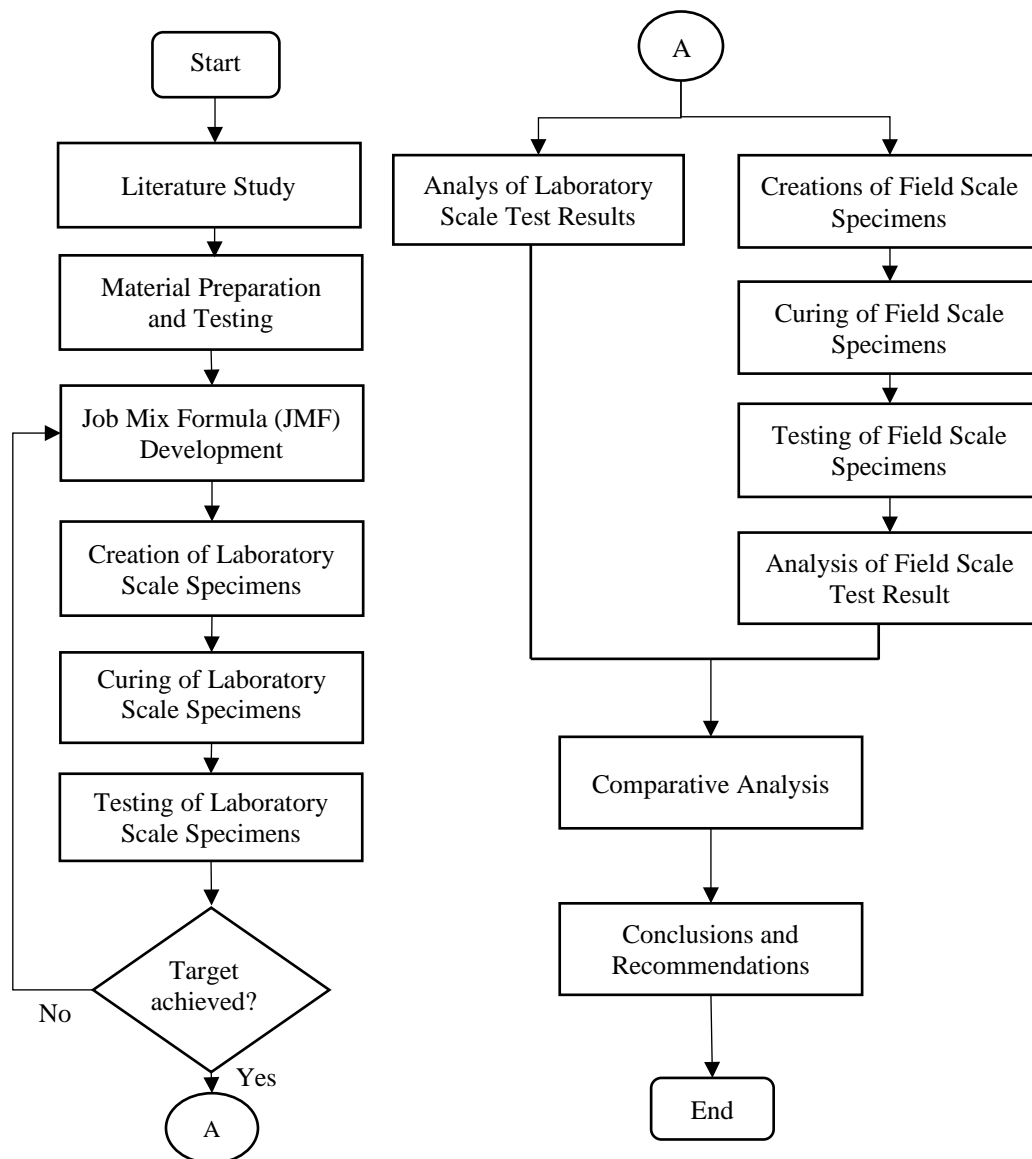 Start
Literature Study
Material Preparation
and Testing
Job Mix Formula (JMF)
Development
Creation of Laboratory
Scale Specimens
Curing of Laboratory
Scale Specimens
Testing of Laboratory
Scale Specimens
Target
achieved?
No
Yes
A
A
Analys of Laboratory
Scale Test Results
Creations of Field Scale
Specimens
Curing of Field Scale
Specimens
Testing of Field Scale
Specimens
Analysis of Field Scale
Test Result
Comparative Analysis
Conclusions and
Recommendations
End